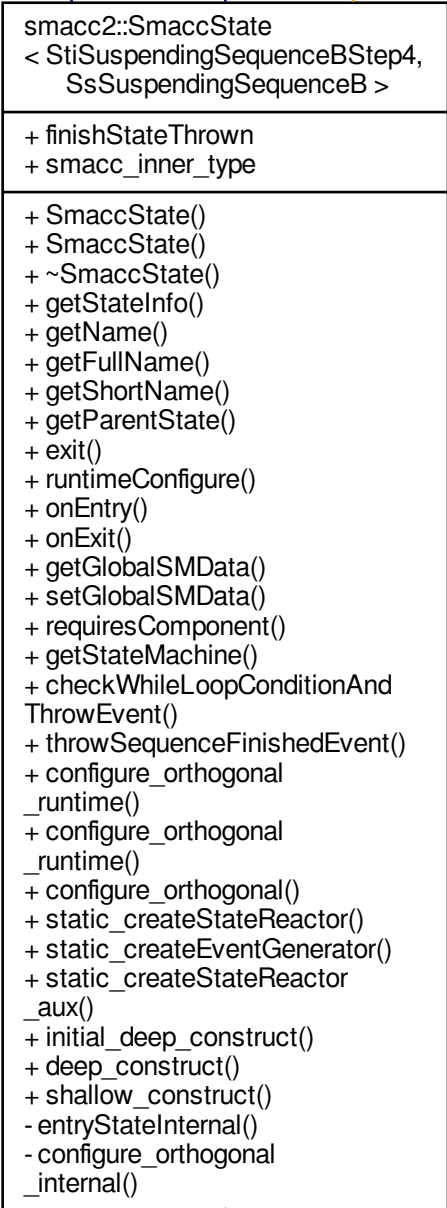 smacc2::SmaccState
< StiSuspendingSequenceBStep4,
SsSuspendingSequenceB >
+ finishStateThrown
+ smacc_inner_type
+ SmaccState()
+ SmaccState()
+ ~SmaccState()
+ getStateInfo()
+ getName()
+ getFullName()
+ getShortName()
+ getParentState()
+ exit()
+ runtimeConfigure()
+ onEntry()
+ onExit()
+ getGlobalSMData()
+ setGlobalSMData()
+ requiresComponent()
+ getStateMachine()
+ checkWhileLoopConditionAnd
ThrowEvent()
+ throwSequenceFinishedEvent()
+ configure_orthogonal
_runtime()
+ configure_orthogonal
_runtime()
+ configure_orthogonal()
+ static_createStateReactor()
+ static_createEventGenerator()
+ static_createStateReactor
_aux()
+ initial_deep_construct()
+ deep_construct()
+ shallow_construct()
- entryStateInternal()
- configure_orthogonal
_internal()